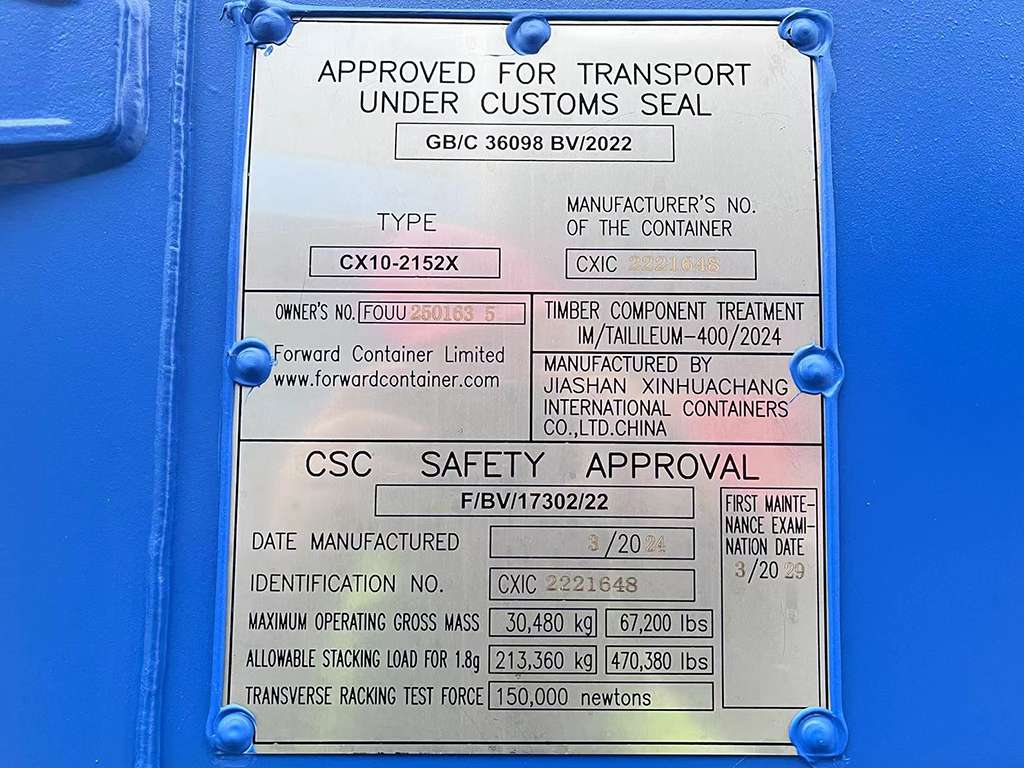 APPROVED FOR TRANSPORT
UNDER CUSTOMS SEAL
GB/C 36098 BV/2022
TYPE
CX10-2152X
MANUFACTURER'S NO.
OF THE CONTAINER
CXIC 2221648
OWNER'S NO. FOUU 250163 5
Forward Container Limited
www.forwardcontainer.com
TIMBER COMPONENT TREATMENT
IM/TAILILEUM-400/2024
MANUFACTURED BY
JIASHAN XINHUACHANG
INTERNATIONAL CONTAINERS
CO.,LTD.CHINA
CSC SAFETY APPROVAL
F/BV/17302/22
DATE MANUFACTURED 3/20 24
IDENTIFICATION NO. CXIC 2221648
MAXIMUM OPERATING GROSS MASS 30,480 kg 67,200 lbs
ALLOWABLE STACKING LOAD FOR 1.8g 213,360 kg 470,380 lbs
TRANSVERSE RACKING TEST FORCE 150,000 newtons
FIRST MAINTE-
NANCE EXAMI-
NATION DATE
3/20 29